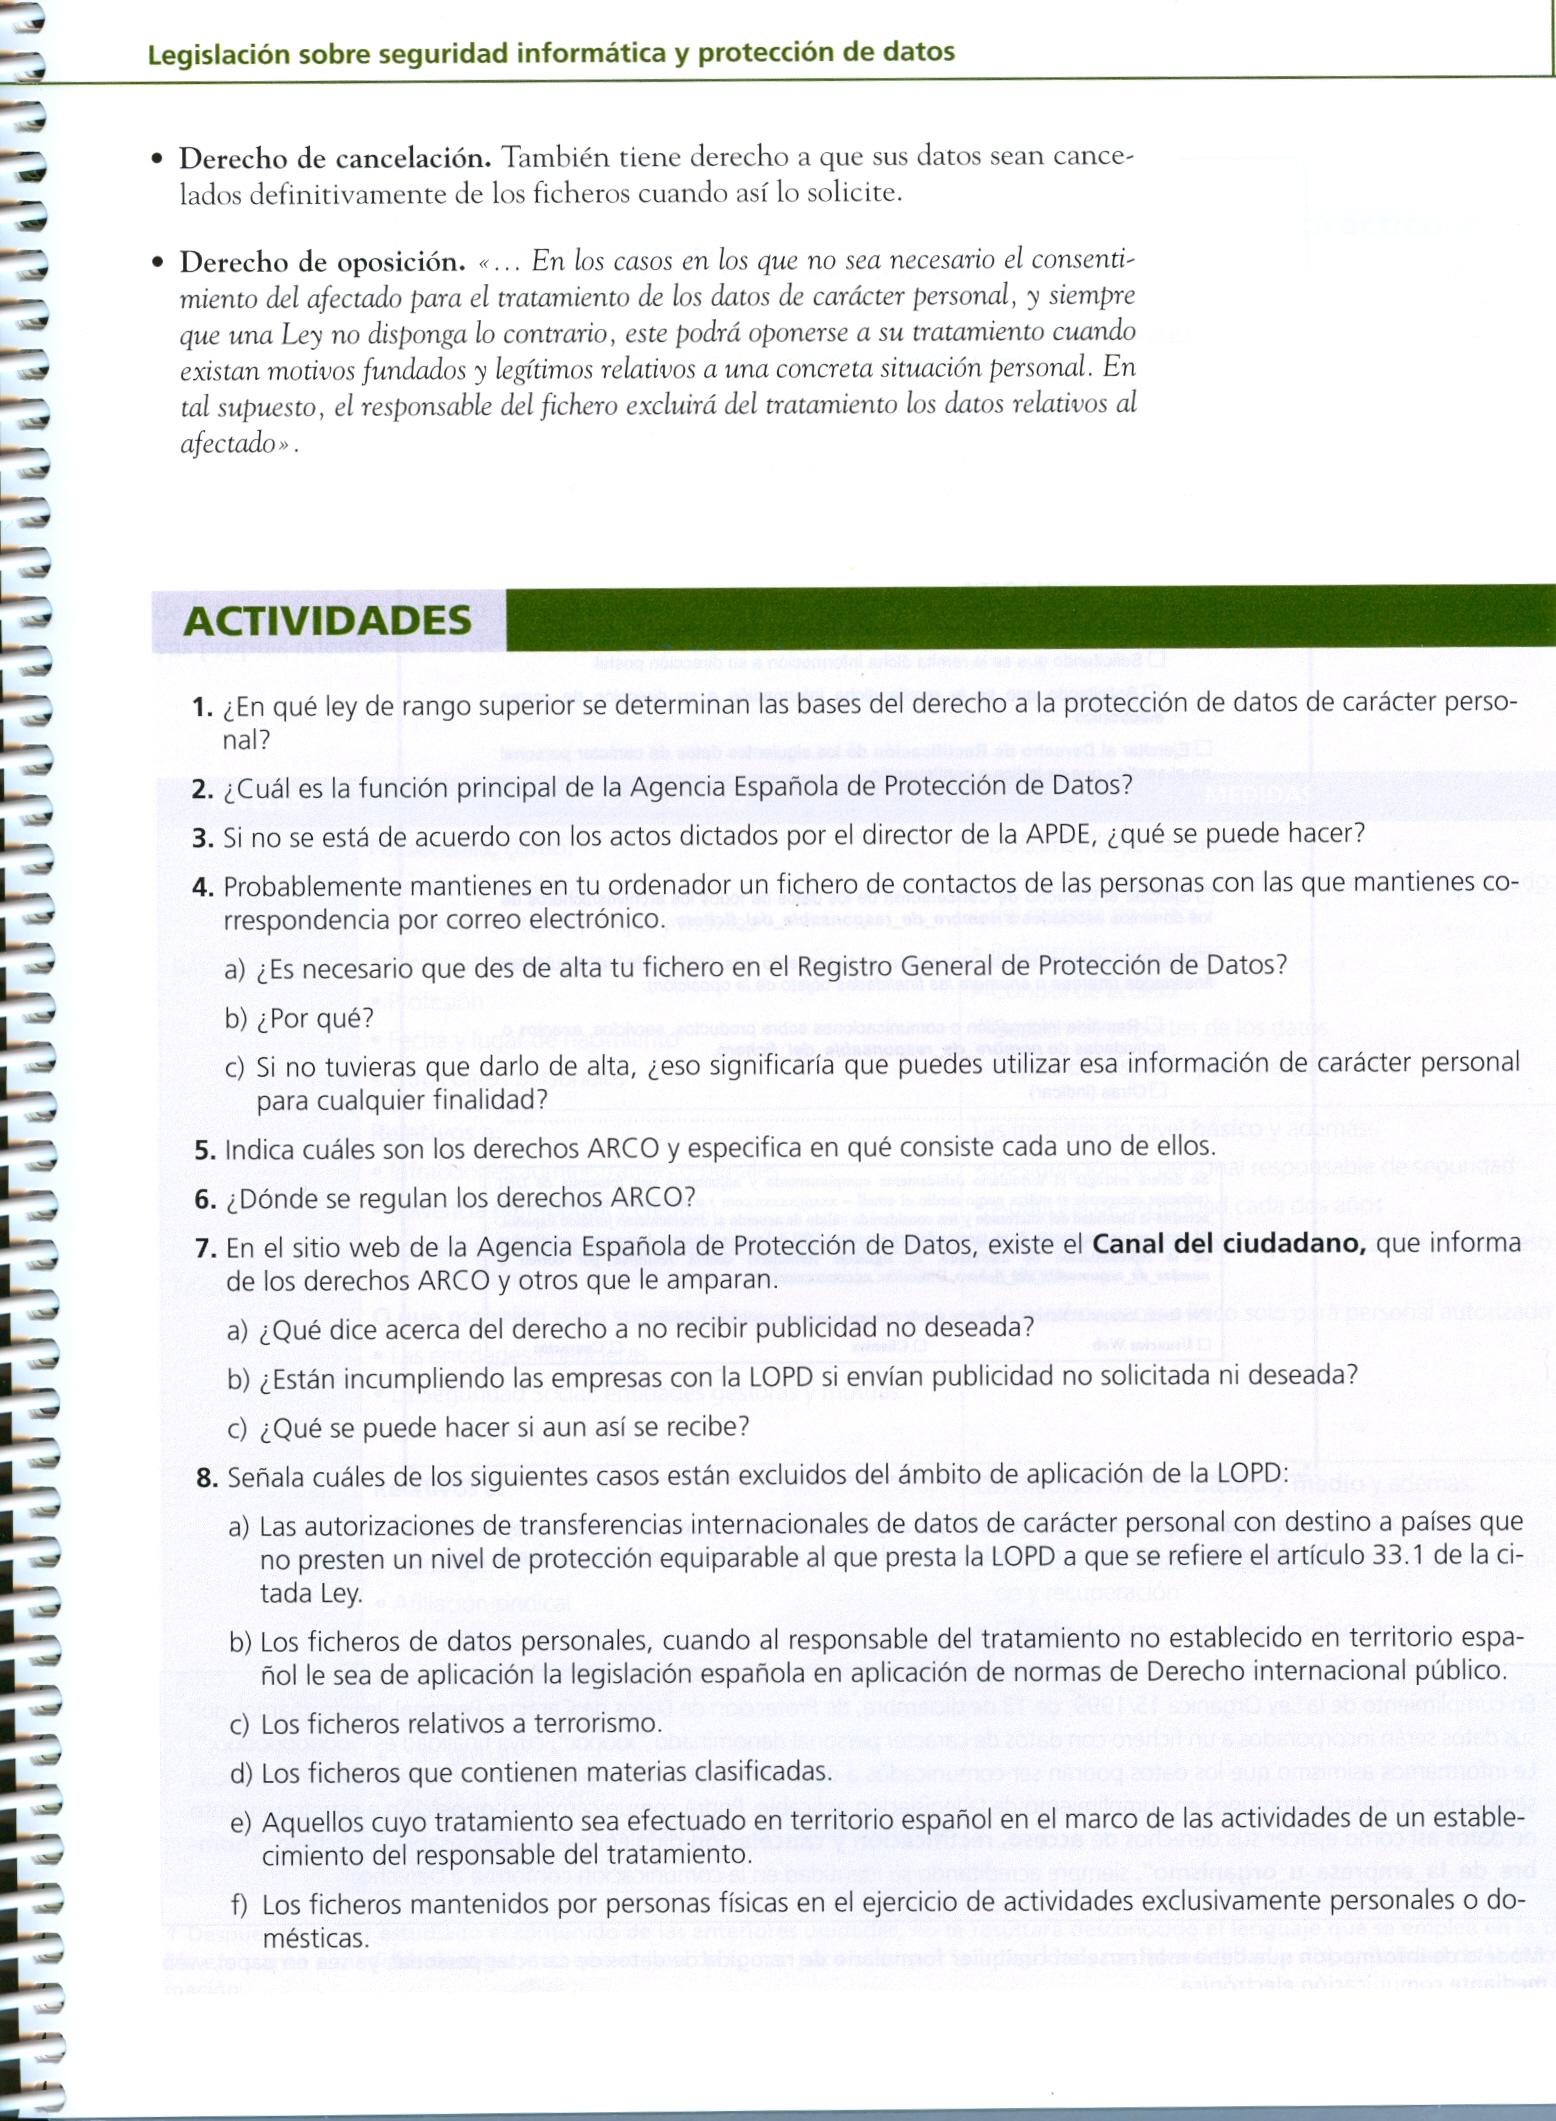 Legislación sobre seguridad informática y protección de datos
• Derecho de cancelación. También tiene derecho a que sus datos sean cance-
lados definitivamente de los ficheros cuando así lo solicite.
• Derecho de oposición. «… En los casos en los que no sea necesario el consenti-
miento del afectado para el tratamiento de los datos de carácter personal, y siempre
que una Ley no disponga lo contrario, este podrá oponerse a su tratamiento cuando
existan motivos fundados y legítimos relativos a una concreta situación personal. En
tal supuesto, el responsable del fichero excluirá del tratamiento los datos relativos al
afectado».
ACTIVIDADES
1. ¿En qué ley de rango superior se determinan las bases del derecho a la protección de datos de carácter perso-
nal?
2. ¿Cuál es la función principal de la Agencia Española de Protección de Datos?
3. Si no se está de acuerdo con los actos dictados por el director de la APDE, ¿qué se puede hacer?
4. Probablemente mantienes en tu ordenador un fichero de contactos de las personas con las que mantienes co-
rrespondencia por correo electrónico.
a) ¿Es necesario que des de alta tu fichero en el Registro General de Protección de Datos?
b) ¿Por qué?
c) Si no tuvieras que darlo de alta, ¿eso significaría que puedes utilizar esa información de carácter personal
para cualquier finalidad?
5. Indica cuáles son los derechos ARCO y especifica en qué consiste cada uno de ellos.
6. ¿Dónde se regulan los derechos ARCO?
7. En el sitio web de la Agencia Española de Protección de Datos, existe el Canal del ciudadano, que informa
de los derechos ARCO y otros que le amparan.
a) ¿Qué dice acerca del derecho a no recibir publicidad no deseada?
b) ¿Están incumpliendo las empresas con la LOPD si envían publicidad no solicitada ni deseada?
c) ¿Qué se puede hacer si aun así se recibe?
8. Señala cuáles de los siguientes casos están excluidos del ámbito de aplicación de la LOPD:
a) Las autorizaciones de transferencias internacionales de datos de carácter personal con destino a países que
no presten un nivel de protección equiparable al que presta la LOPD a que se refiere el artículo 33.1 de la ci-
tada Ley.
b) Los ficheros de datos personales, cuando al responsable del tratamiento no establecido en territorio espa-
ñol le sea de aplicación la legislación española en aplicación de normas de Derecho internacional público.
c) Los ficheros relativos a terrorismo.
d) Los ficheros que contienen materias clasificadas.
e) Aquellos cuyo tratamiento sea efectuado en territorio español en el marco de las actividades de un estable-
cimiento del responsable del tratamiento.
f) Los ficheros mantenidos por personas físicas en el ejercicio de actividades exclusivamente personales o do-
mésticas.